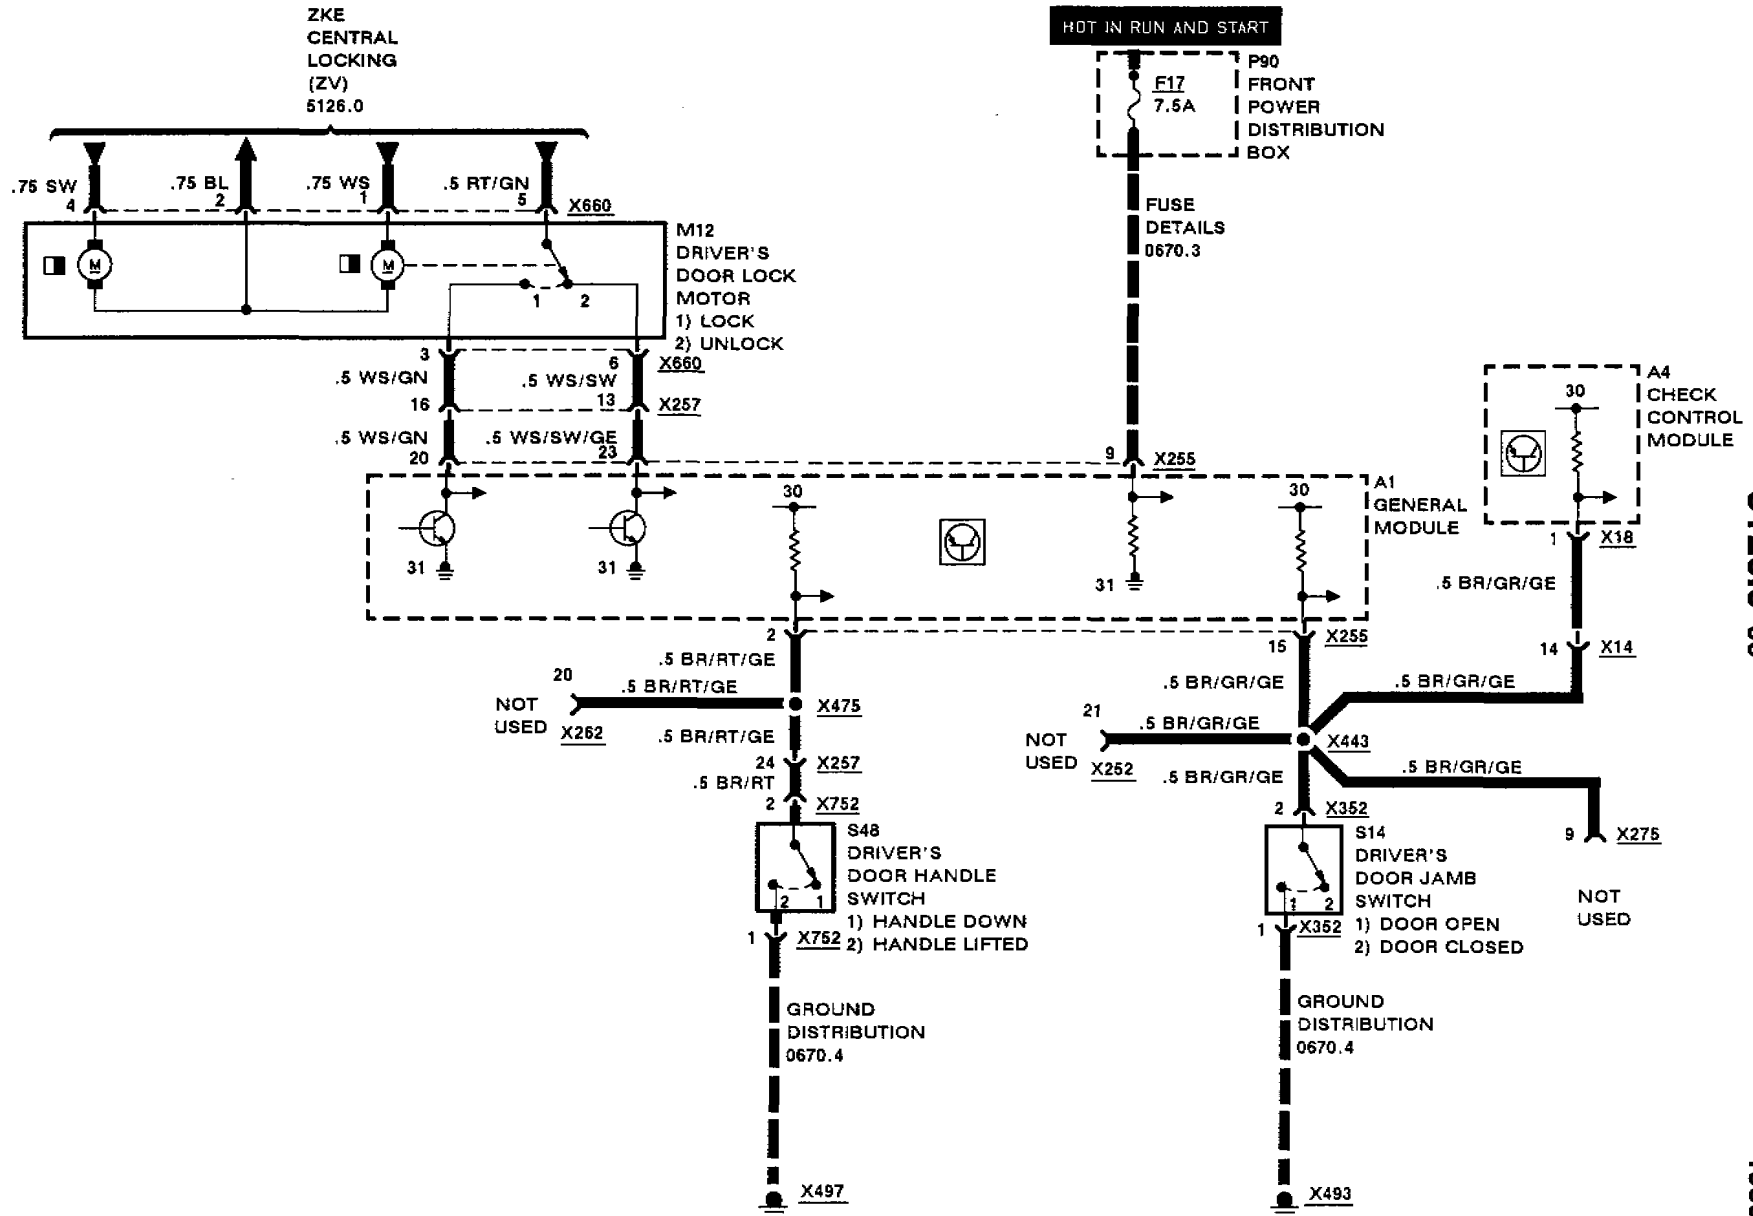 ZKE
CENTRAL
LOCKING
(ZV)
5126.0
HOT IN RUN AND START
P90
FRONT
POWER
DISTRIBUTION
BOX
F17
7.5A
.75 SW
4
.75 BL
2
.75 WS
1
.5 RT/GN
5
X660
M12
DRIVER'S
DOOR LOCK
MOTOR
1) LOCK
2) UNLOCK
M
M
1
2
FUSE
DETAILS
0670.3
3
6
X660
.5 WS/GN
.5 WS/SW
16
13
X257
.5 WS/GN
.5 WS/SW/GE
20
23
9
X255
A4
CHECK
CONTROL
MODULE
30
A1
GENERAL
MODULE
30
30
31
31
31
1
X18
.5 BR/GR/GE
14
X14
2
15
X255
.5 BR/RT/GE
20
.5 BR/RT/GE
NOT
USED
X262
X475
.5 BR/RT/GE
24
X257
.5 BR/RT
2
X752
S48
DRIVER'S
DOOR HANDLE
SWITCH
1) HANDLE DOWN
2) HANDLE LIFTED
2
1
1
X752
GROUND
DISTRIBUTION
0670.4
X497
.5 BR/GR/GE
.5 BR/GR/GE
21
.5 BR/GR/GE
NOT
USED
X252
X443
.5 BR/GR/GE
.5 BR/GR/GE
2
X352
9
X275
NOT
USED
S14
DRIVER'S
DOOR JAMB
SWITCH
1) DOOR OPEN
2) DOOR CLOSED
1
2
1
X352
GROUND
DISTRIBUTION
0670.4
X493